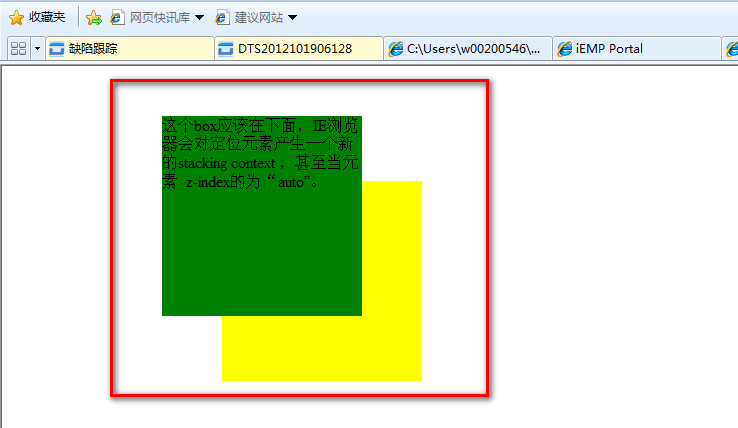 收藏夹 网页快讯库 建议网站
缺陷跟踪 DTS2012101906128 C:\Users\w00200546\... iEMP Portal
这个box应该在下面，IE浏览
器会对定位元素产生一个新
的stacking context ，甚至当元
素 z-index的为“auto”。